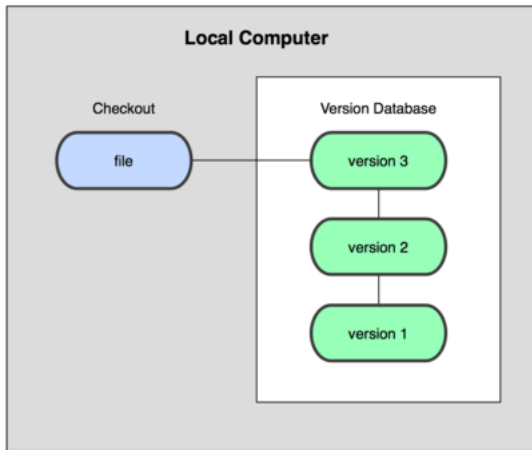 Local Computer
Checkout
Version Database
file
version 3
version 2
version 1